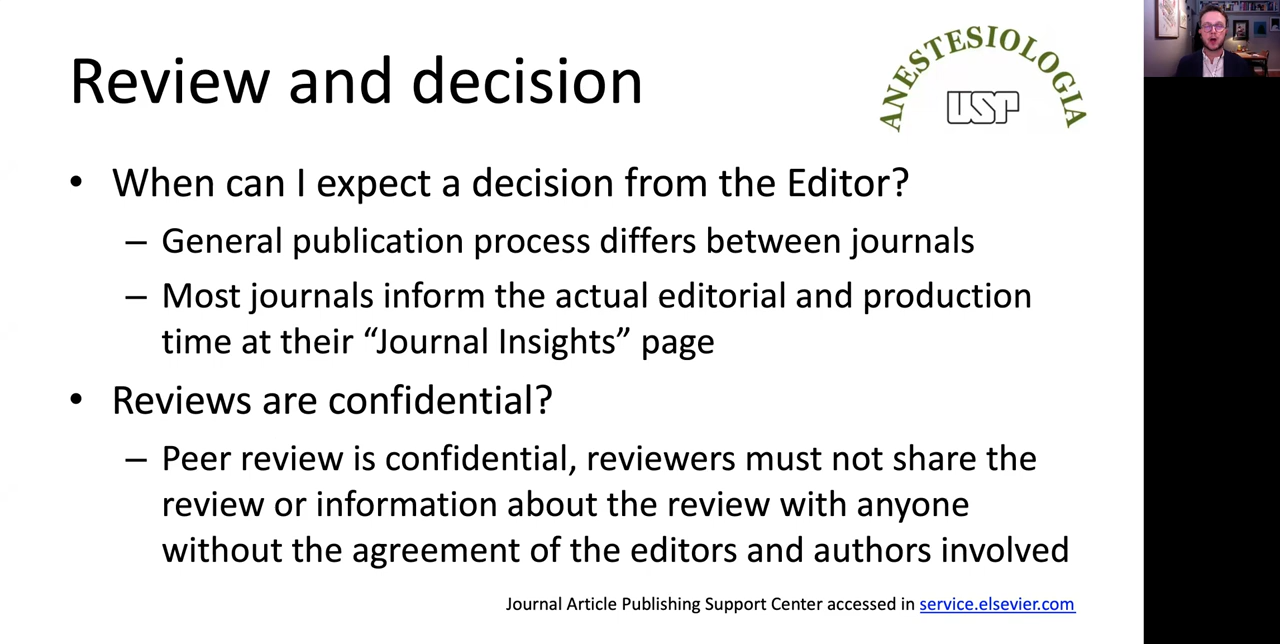 Review and decision
ANESTESIOLOGIA
USP
• When can I expect a decision from the Editor?
– General publication process differs between journals
– Most journals inform the actual editorial and production
time at their “Journal Insights” page
• Reviews are confidential?
– Peer review is confidential, reviewers must not share the
review or information about the review with anyone
without the agreement of the editors and authors involved
Journal Article Publishing Support Center accessed in service.elsevier.com